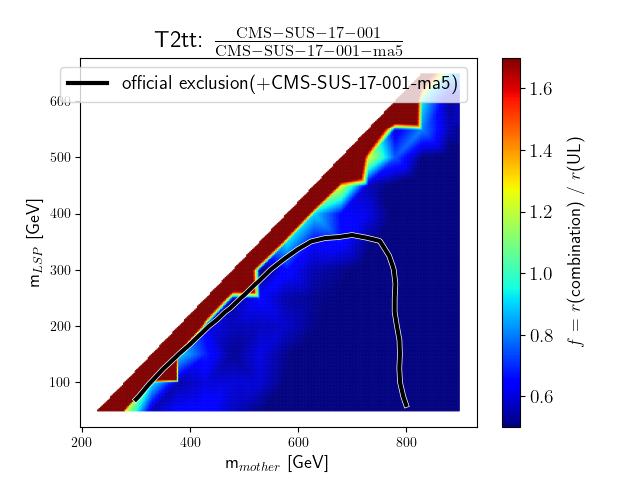 T2tt: CMS−SUS−17−001
CMS−SUS−17−001−ma5
official exclusion(+CMS-SUS-17-001-ma5)
600
500
400
300
200
100
200 400 600 800
m_LSP [GeV]
m_mother [GeV]
1.6
1.4
1.2
1.0
0.8
0.6
f = r(combination) / r(UL)